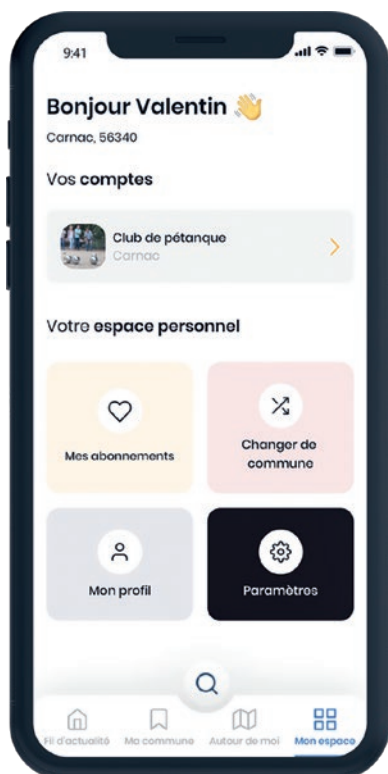 9:41
Bonjour Valentin 👋
Carnac, 56340
Vos comptes
Club de pétanque
Carnac
Votre espace personnel
Mes abonnements
Changer de
commune
Mon profil
Paramètres
Fil d'actualité
Ma commune
Autour de moi
Mon espace